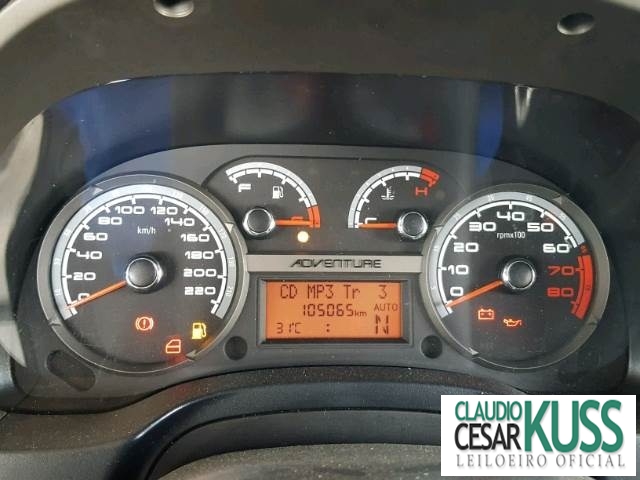 F
E
C
H
0
20
40
60
80
100
120
140
160
180
200
220
km/h
ADVENTURE
CD MP3 Tr 3
105065km
AUTO
31°C :
N
0
10
20
30
40
50
60
70
80
rpmx100
CLAUDIO
CESAR KUSS
LEILOEIRO OFICIAL